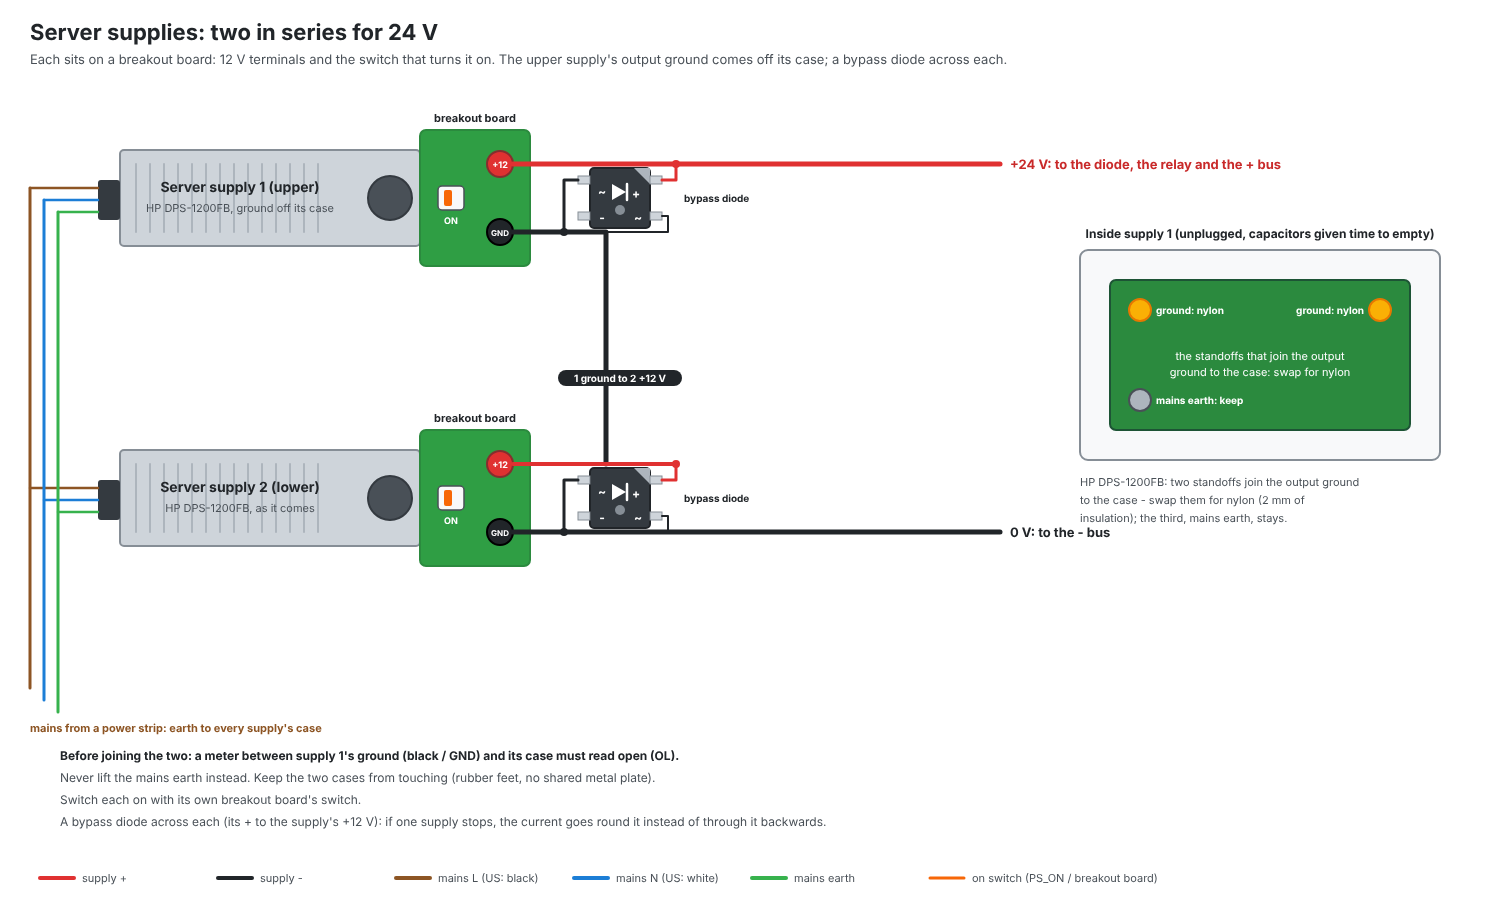 Server supplies: two in series for 24 V
Each sits on a breakout board: 12 V terminals and the switch that turns it on. The upper supply's output ground comes off its case; a bypass diode across each.
breakout board
+12
+24 V: to the diode, the relay and the + bus
Server supply 1 (upper)
HP DPS-1200FB, ground off its case
ON
GND
~ +
- ~
bypass diode
Inside supply 1 (unplugged, capacitors given time to empty)
ground: nylon
ground: nylon
the standoffs that join the output
ground to the case: swap for nylon
mains earth: keep
1 ground to 2 +12 V
breakout board
+12
Server supply 2 (lower)
HP DPS-1200FB, as it comes
ON
GND
~ +
- ~
bypass diode
HP DPS-1200FB: two standoffs join the output ground
to the case - swap them for nylon (2 mm of
insulation); the third, mains earth, stays.
0 V: to the - bus
mains from a power strip: earth to every supply's case
Before joining the two: a meter between supply 1's ground (black / GND) and its case must read open (OL).
Never lift the mains earth instead. Keep the two cases from touching (rubber feet, no shared metal plate).
Switch each on with its own breakout board's switch.
A bypass diode across each (its + to the supply's +12 V): if one supply stops, the current goes round it instead of through it backwards.
supply +
supply -
mains L (US: black)
mains N (US: white)
mains earth
on switch (PS_ON / breakout board)